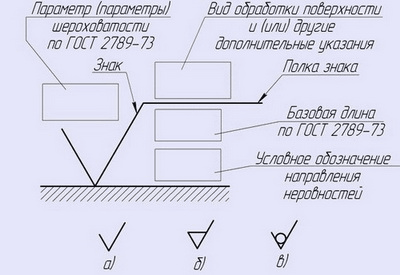 Параметр (параметры)
шероховатости
по ГОСТ 2789-73
Вид обработки поверхности
и (или) другие
дополнительные указания
Знак
Полка знака
Базовая длина
по ГОСТ 2789-73
Условное обозначение
направления
неровностей
а)
б)
в)